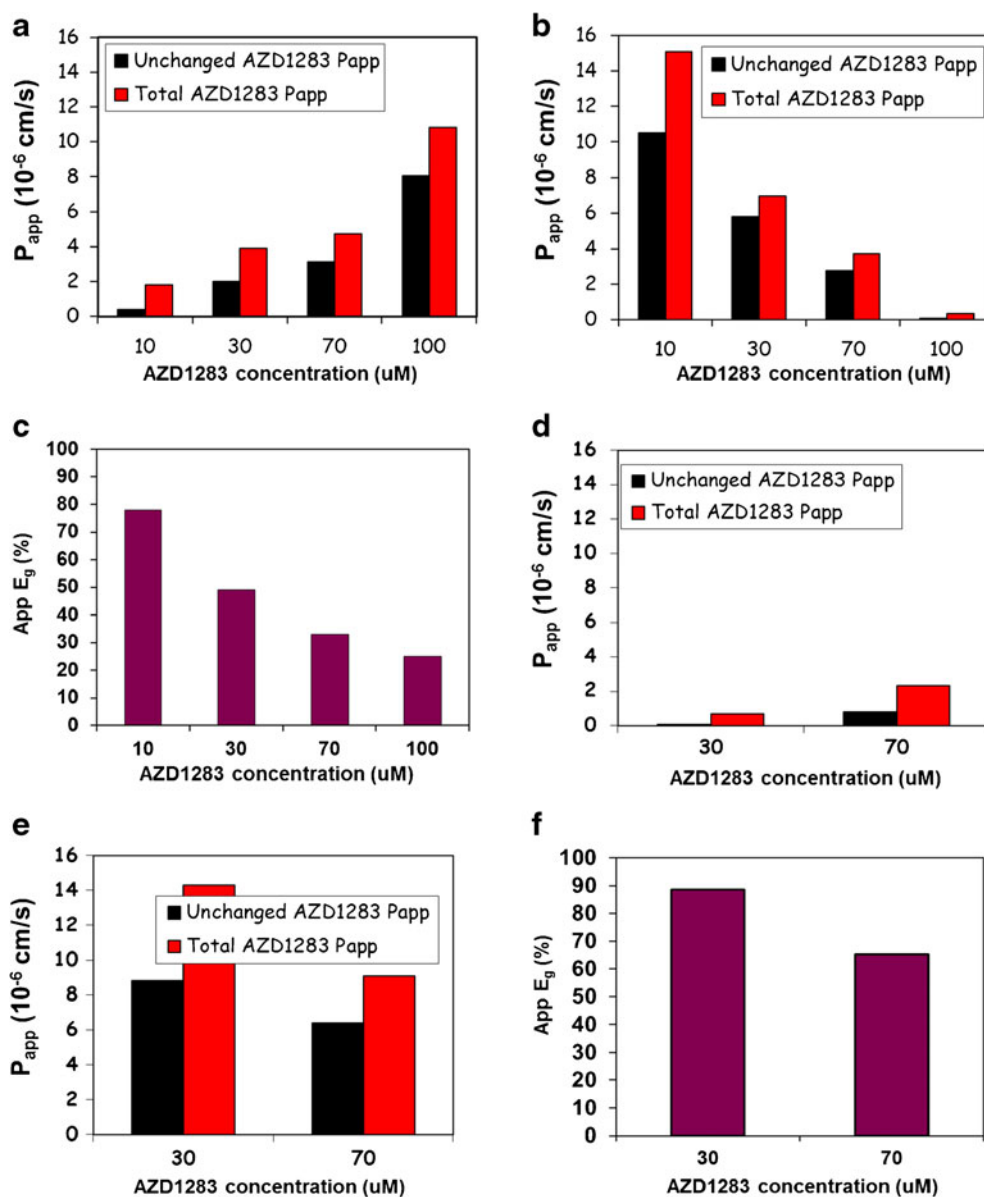 a
16
14
12
10
8
6
4
2
0
P_app (10^-6 cm/s)
Unchanged AZD1283 Papp
Total AZD1283 Papp
10 30 70 100
AZD1283 concentration (uM)
b
16
14
12
10
8
6
4
2
0
P_app (10^-6 cm/s)
Unchanged AZD1283 Papp
Total AZD1283 Papp
10 30 70 100
AZD1283 concentration (uM)
c
100
90
80
70
60
50
40
30
20
10
0
App E_g (%)
10 30 70 100
AZD1283 concentration (uM)
d
16
14
12
10
8
6
4
2
0
P_app (10^-6 cm/s)
Unchanged AZD1283 Papp
Total AZD1283 Papp
30 70
AZD1283 concentration (uM)
e
16
14
12
10
8
6
4
2
0
P_app (10^-6 cm/s)
Unchanged AZD1283 Papp
Total AZD1283 Papp
30 70
AZD1283 concentration (uM)
f
100
90
80
70
60
50
40
30
20
10
0
App E_g (%)
30 70
AZD1283 concentration (uM)